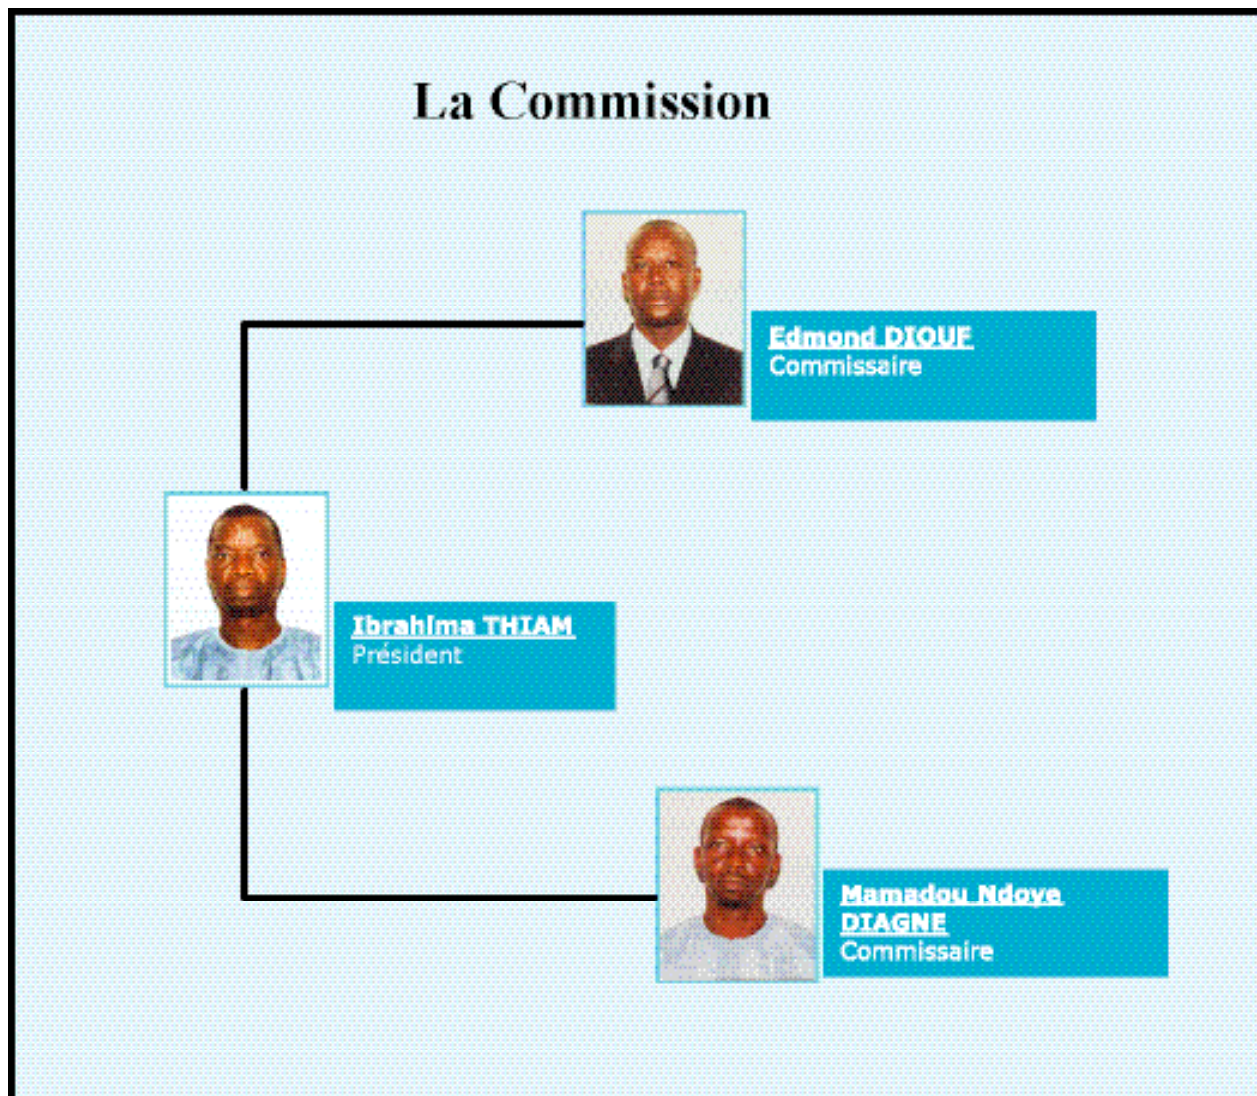 La Commission
Edmond DIOUF
Commissaire
Ibrahima THIAM
Président
Mamadou Ndoye
DIAGNE
Commissaire